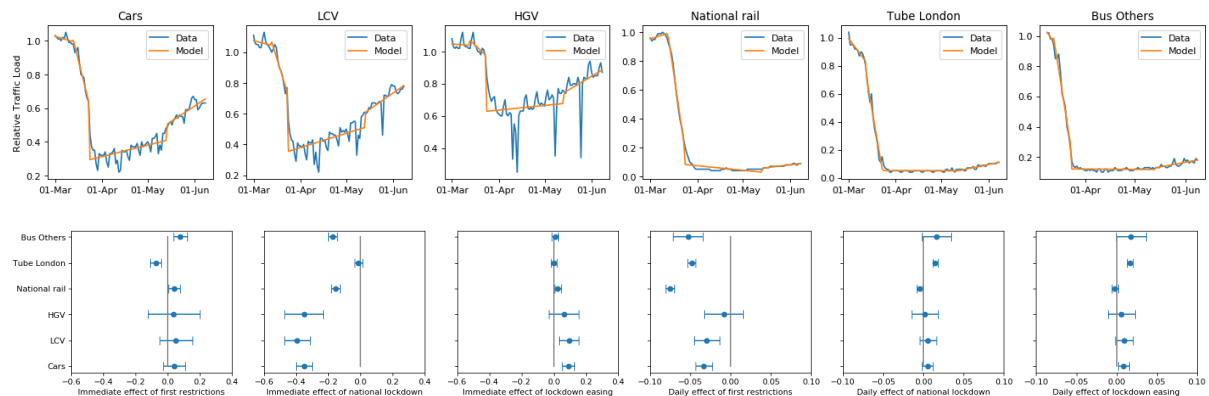 Cars
LCV
HGV
National rail
Tube London
Bus Others
Relative Traffic Load
1.0
0.8
0.6
0.4
0.2
Data
Model
01-Mar 01-Apr 01-May 01-Jun
1.0
0.8
0.6
0.4
0.2
Data
Model
01-Mar 01-Apr 01-May 01-Jun
1.0
0.8
0.6
0.4
Data
Model
01-Mar 01-Apr 01-May 01-Jun
1.0
0.8
0.6
0.4
0.2
0.0
Data
Model
01-Mar 01-Apr 01-May 01-Jun
1.0
0.8
0.6
0.4
0.2
0.0
Data
Model
01-Mar 01-Apr 01-May 01-Jun
1.0
0.8
0.6
0.4
0.2
Data
Model
01-Apr 01-May 01-Jun
Bus Others
Tube London
National rail
HGV
LCV
Cars
−0.6 −0.4 −0.2 0.0 0.2 0.4
Immediate effect of first restrictions
−0.6 −0.4 −0.2 0.0 0.2 0.4
Immediate effect of national lockdown
−0.6 −0.4 −0.2 0.0 0.2 0.4
Immediate effect of lockdown easing
−0.10 −0.05 0.00 0.05 0.10
Daily effect of first restrictions
−0.10 −0.05 0.00 0.05 0.10
Daily effect of national lockdown
−0.10 −0.05 0.00 0.05 0.10
Daily effect of lockdown easing